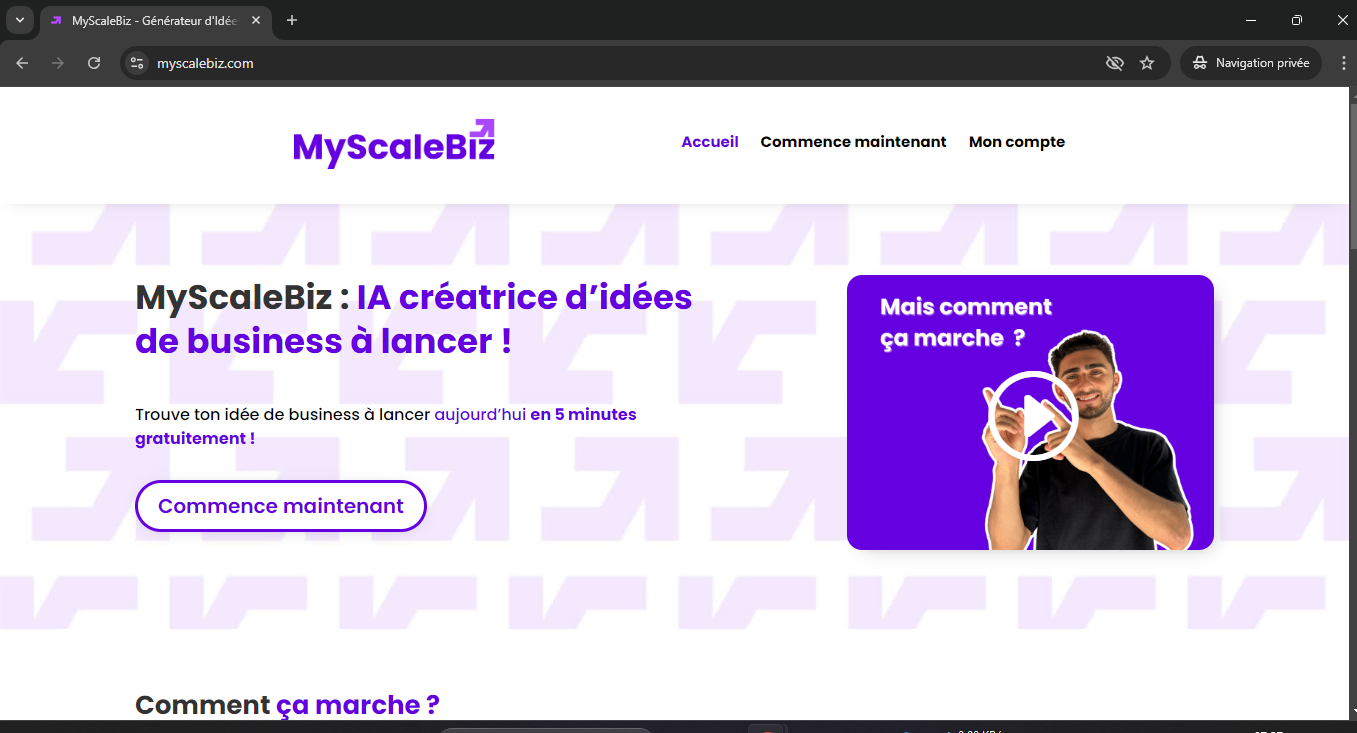 MyScaleBiz - Générateur d'Idée
myscalebiz.com
Navigation privée
MyScaleBiz
Accueil
Commence maintenant
Mon compte
MyScaleBiz : IA créatrice d’idées
de business à lancer !
Trouve ton idée de business à lancer aujourd’hui en 5 minutes
gratuitement !
Commence maintenant
Mais comment
ça marche ?
Comment ça marche ?